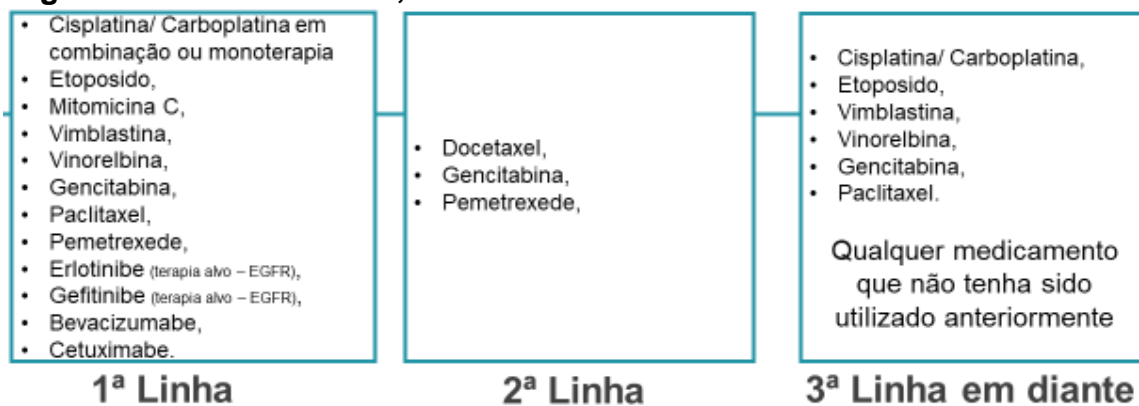 • Cisplatina/ Carboplatina em
combinação ou monoterapia
• Etoposido,
• Mitomicina C,
• Vimblastina,
• Vinorelbina,
• Gencitabina,
• Paclitaxel,
• Pemetrexede,
• Erlotinibe (terapia alvo – EGFR),
• Gefitinibe (terapia alvo – EGFR),
• Bevacizumabe,
• Cetuximabe.
1ª Linha
• Docetaxel,
• Gencitabina,
• Pemetrexede,
2ª Linha
• Cisplatina/ Carboplatina,
• Etoposido,
• Vimblastina,
• Vinorelbina,
• Gencitabina,
• Paclitaxel.
Qualquer medicamento
que não tenha sido
utilizado anteriormente
3ª Linha em diante